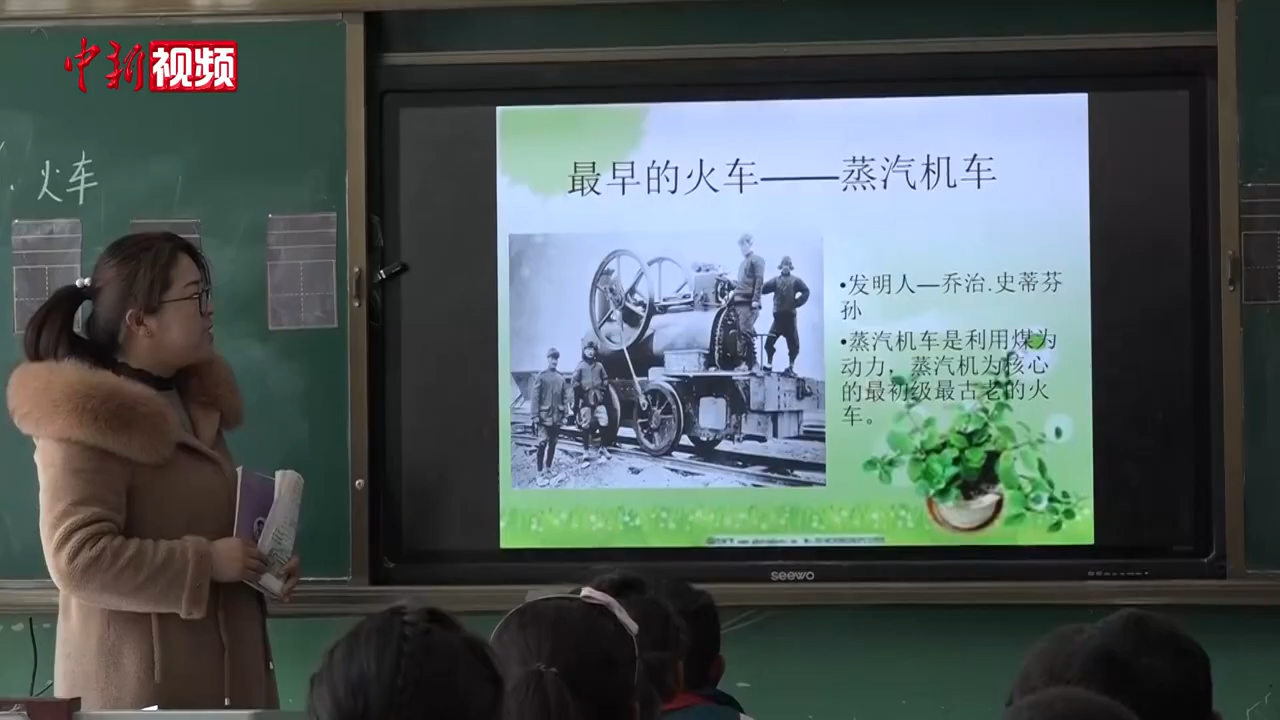 中新视频
火车
最早的火车——蒸汽机车
•发明人—乔治.史蒂芬
孙
•蒸汽机车是利用煤为
动力，蒸汽机为核心
的最初级最古老的火
车。
seewo